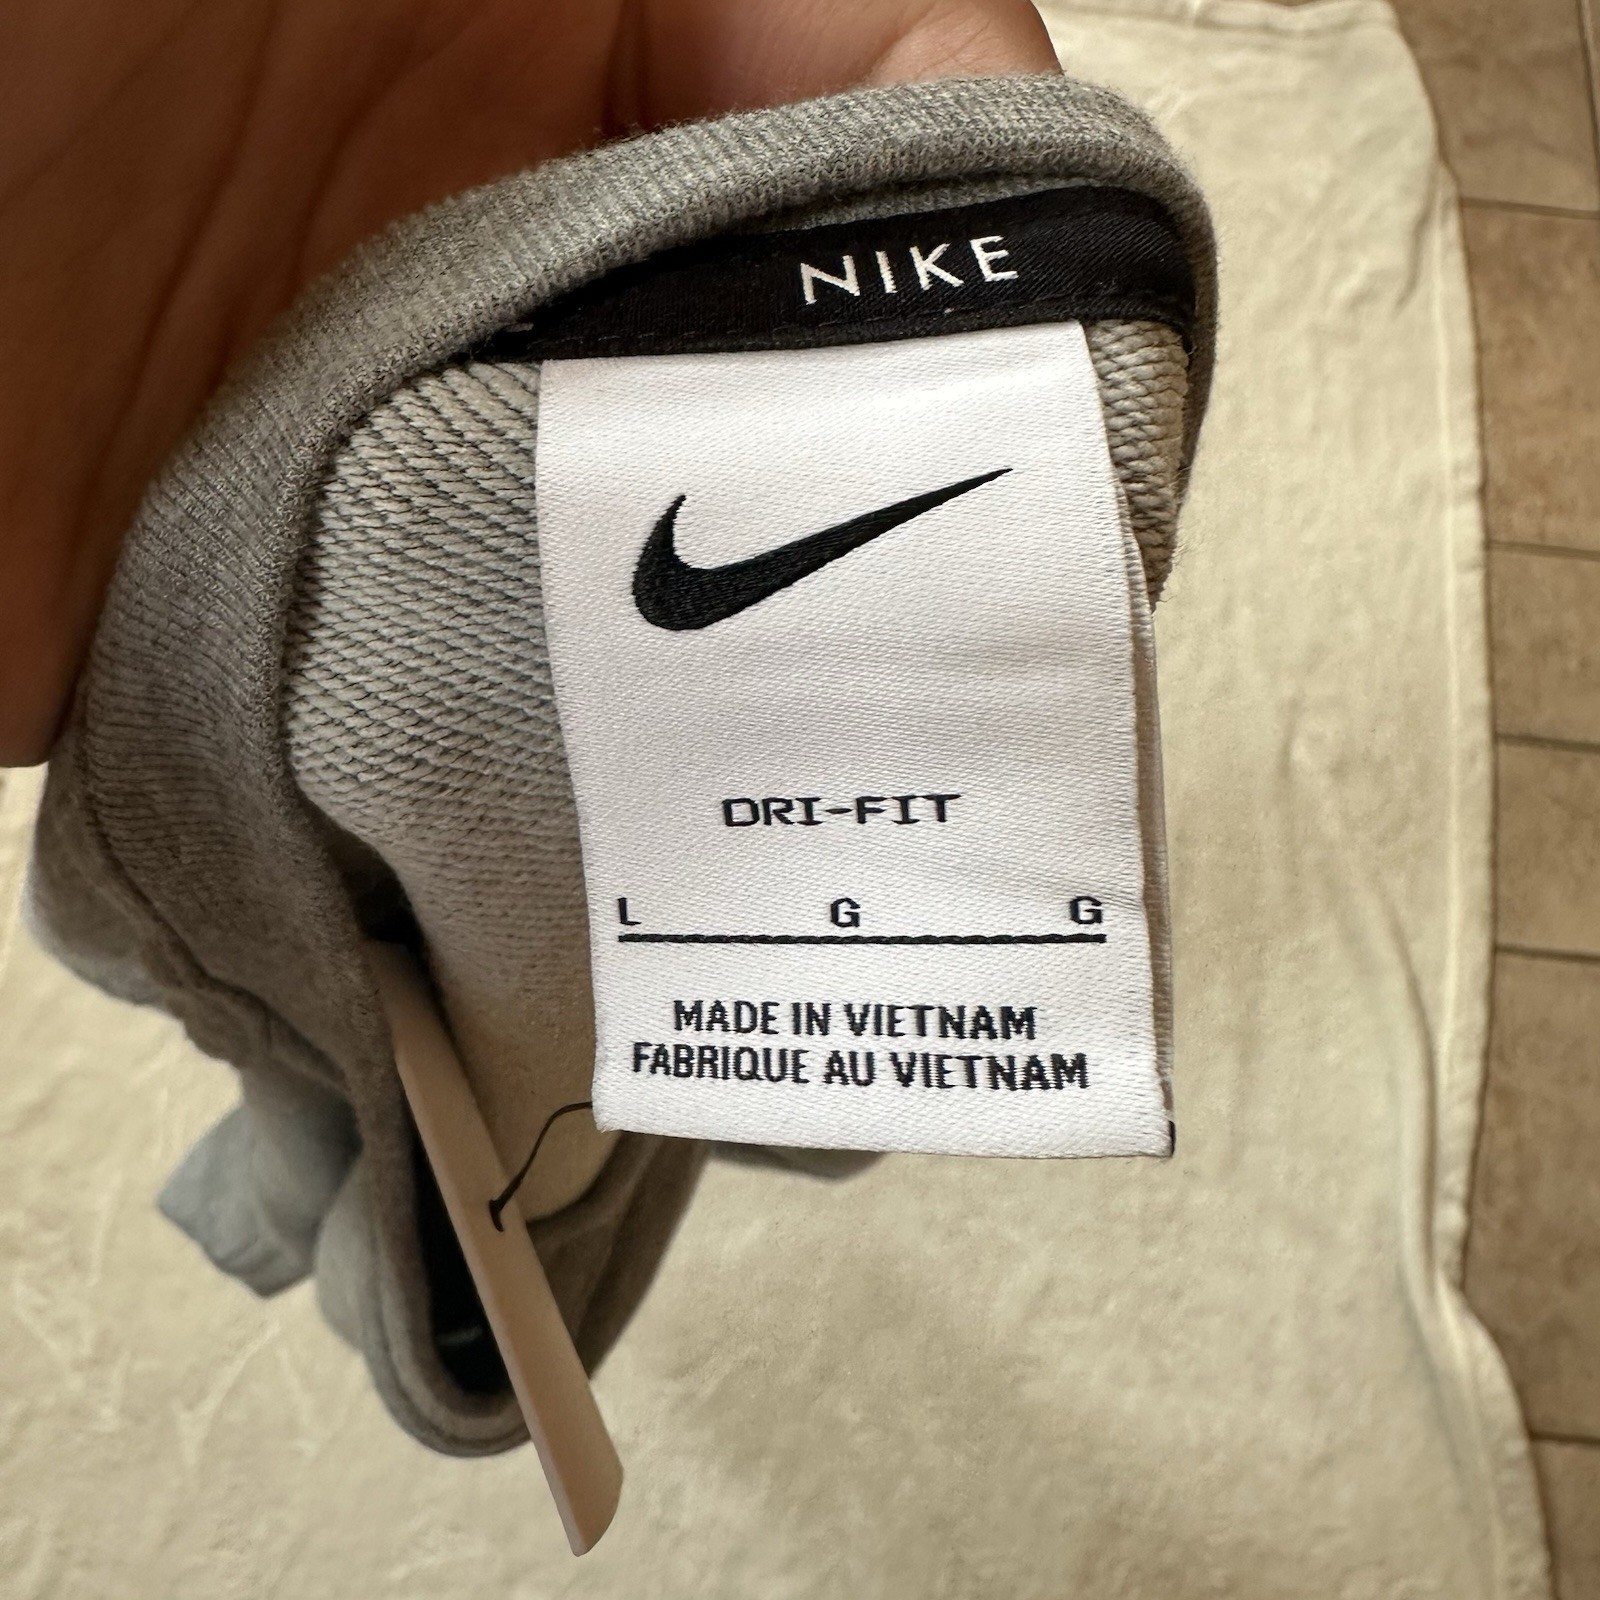 NIKE
DRI-FIT
L G G
MADE IN VIETNAM
FABRIQUE AU VIETNAM